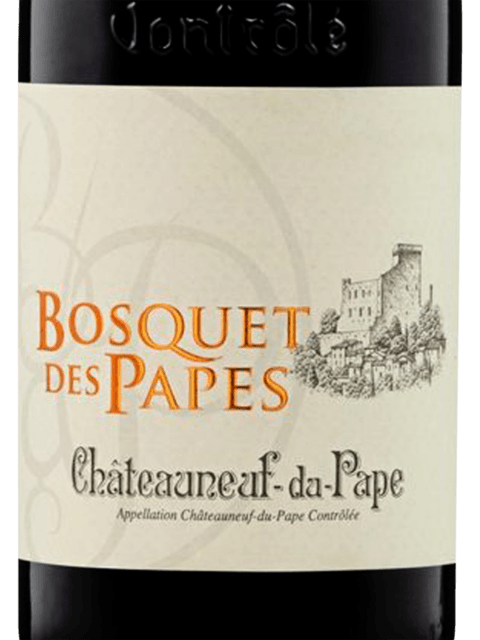 Contrôlé
BOSQUET
DES PAPES
Châteauneuf-du-Pape
Appellation Châteauneuf-du-Pape Contrôlée